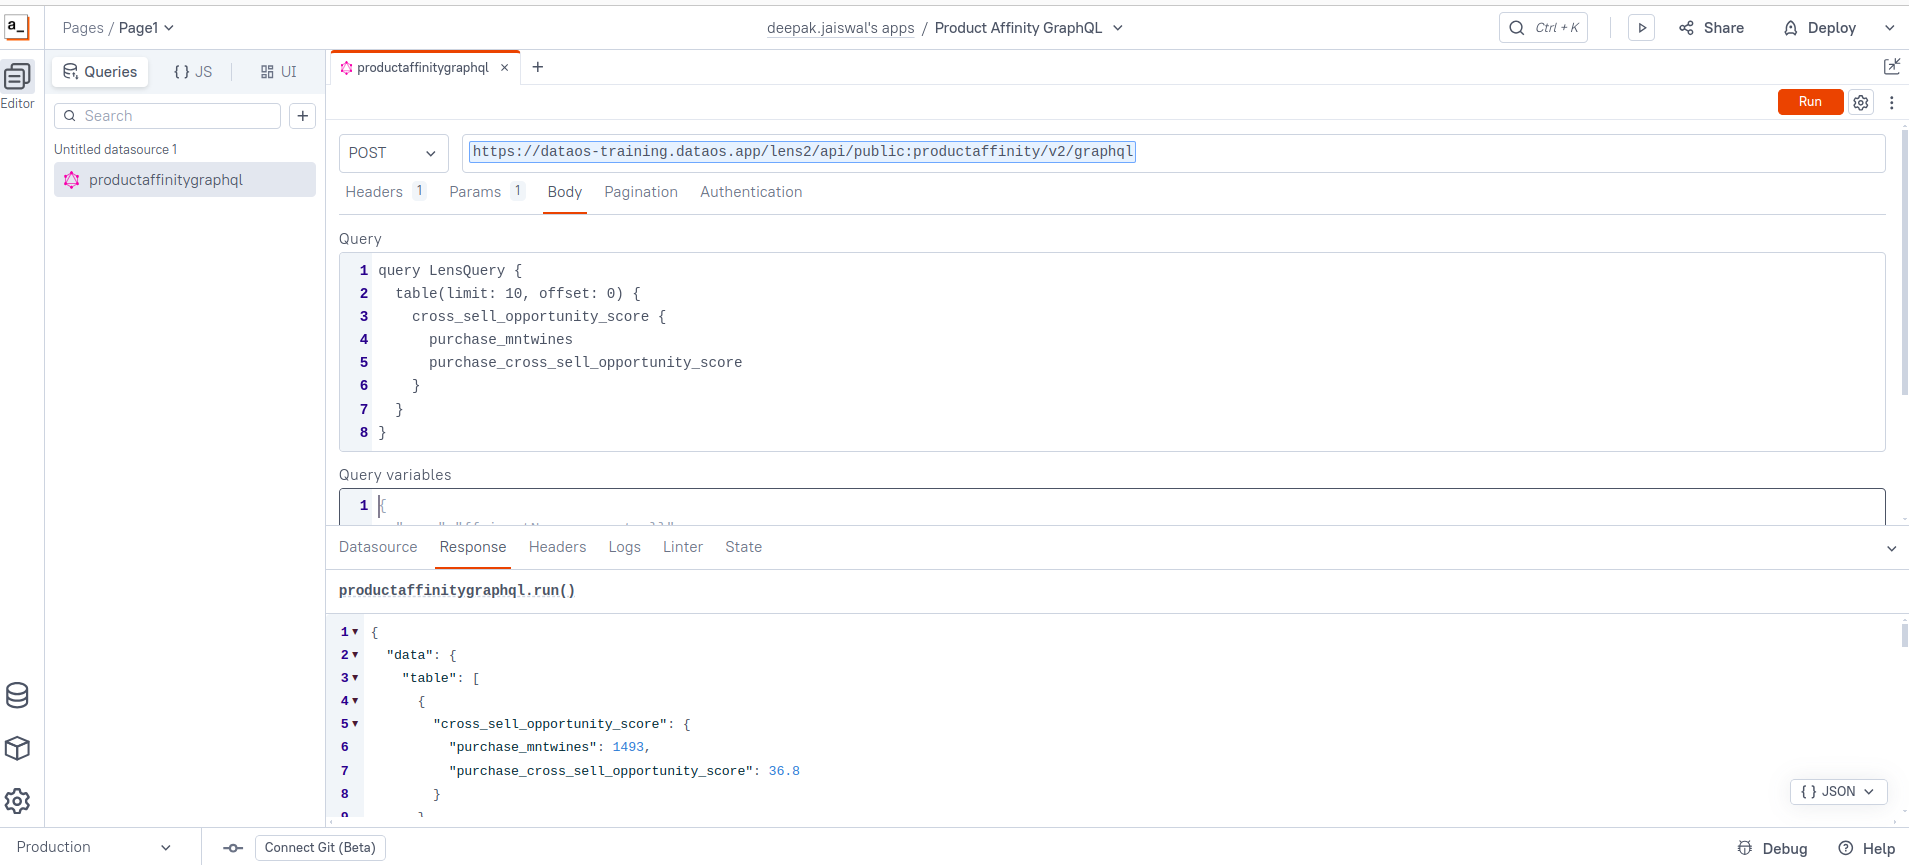 a_
Pages / Page1
deepak.jaiswal's apps / Product Affinity GraphQL
Ctrl + K
Share
Deploy
Editor
Queries
{ } JS
UI
productaffinitygraphql × +
Run
Search
+
Untitled datasource 1
productaffinitygraphql
POST
https://dataos-training.dataos.app/lens2/api/public:productaffinity/v2/graphql
Headers 1
Params 1
Body
Pagination
Authentication
Query
1 query LensQuery {
2 table(limit: 10, offset: 0) {
3 cross_sell_opportunity_score {
4 purchase_mntwines
5 purchase_cross_sell_opportunity_score
6 }
7 }
8 }
Query variables
1 {
Datasource
Response
Headers
Logs
Linter
State
productaffinitygraphql.run()
1 {
2 "data": {
3 "table": [
4 {
5 "cross_sell_opportunity_score": {
6 "purchase_mntwines": 1493,
7 "purchase_cross_sell_opportunity_score": 36.8
8 }
9 }
{ } JSON
Production
Connect Git (Beta)
Debug
Help